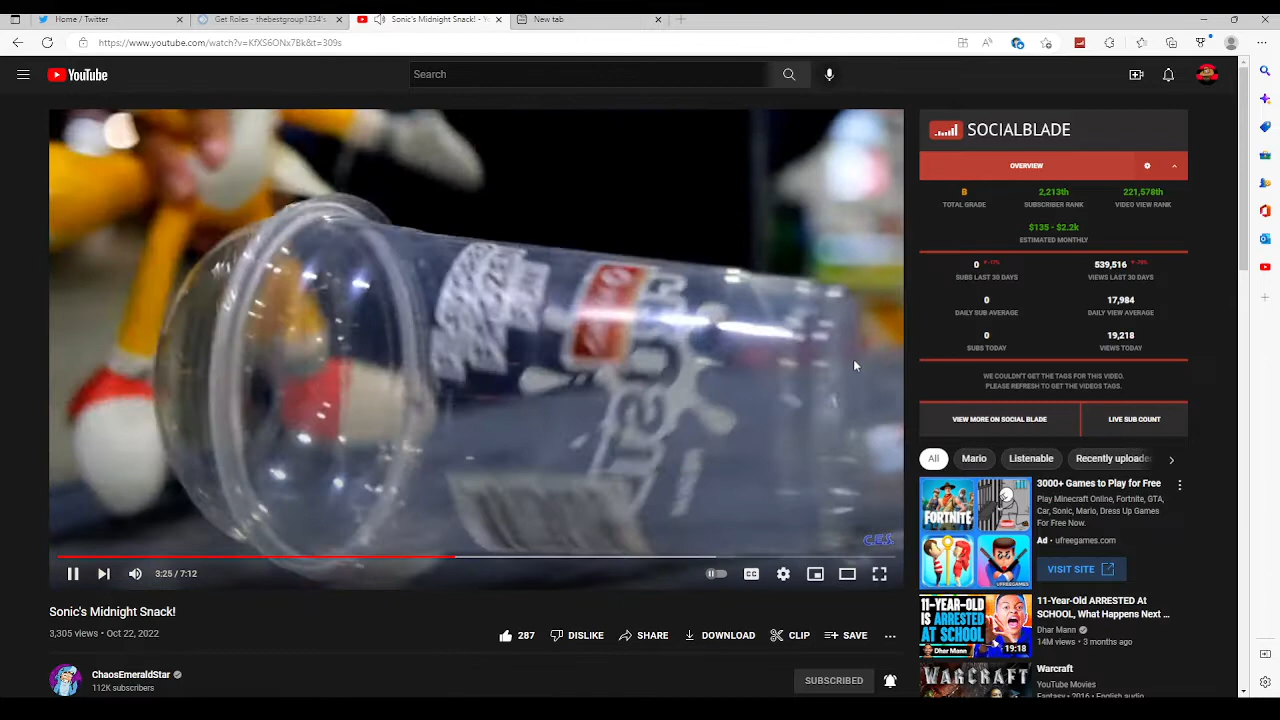 Home / Twitter
Get Roles - thebestgroup1234's
Sonic's Midnight Snack! - Yo
New tab
https://www.youtube.com/watch?v=KfXS6ONx7Bk&t=309s
YouTube
Search
SOCIALBLADE
OVERVIEW
B 2,213th 221,578th
TOTAL GRADE SUBSCRIBER RANK VIDEO VIEW RANK
$135 - $2.2k
ESTIMATED MONTHLY
0 539,516
SUBS LAST 30 DAYS VIEWS LAST 30 DAYS
0 17,984
DAILY SUB AVERAGE DAILY VIEW AVERAGE
0 19,218
SUBS TODAY VIEWS TODAY
WE COULDN'T GET THE TAGS FOR THIS VIDEO.
PLEASE REFRESH TO GET THE VIDEOS TAGS.
VIEW MORE ON SOCIAL BLADE LIVE SUB COUNT
All Mario Listenable Recently uploade
FORTNITE
3000+ Games to Play for Free
Play Minecraft Online, Fortnite, GTA,
Car, Sonic, Mario, Dress Up Games
For Free Now.
Ad · ufreegames.com
VISIT SITE
C.E.S
3:25 / 7:12
CC
Sonic's Midnight Snack!
3,305 views • Oct 22, 2022
287 DISLIKE SHARE DOWNLOAD CLIP SAVE
ChaosEmeraldStar
112K subscribers
SUBSCRIBED
11-YEAR-OLD
IS ARRESTED
AT SCHOOL
Dhar Mann
19:18
11-Year-Old ARRESTED At
SCHOOL, What Happens Next ...
Dhar Mann
14M views • 3 months ago
WARCRAFT
Warcraft
YouTube Movies
Fantasy • 2016 • English audio